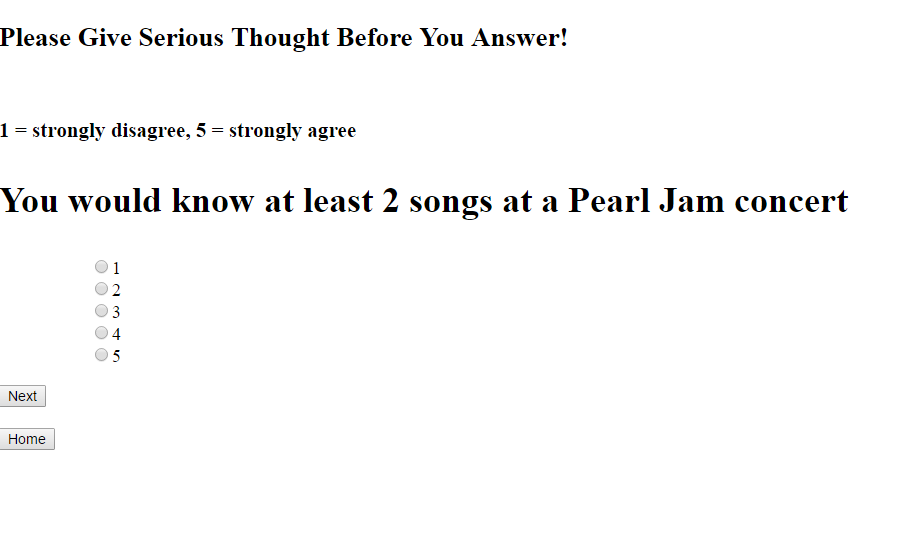 Please Give Serious Thought Before You Answer!
1 = strongly disagree, 5 = strongly agree
You would know at least 2 songs at a Pearl Jam concert
1
2
3
4
5
Next
Home